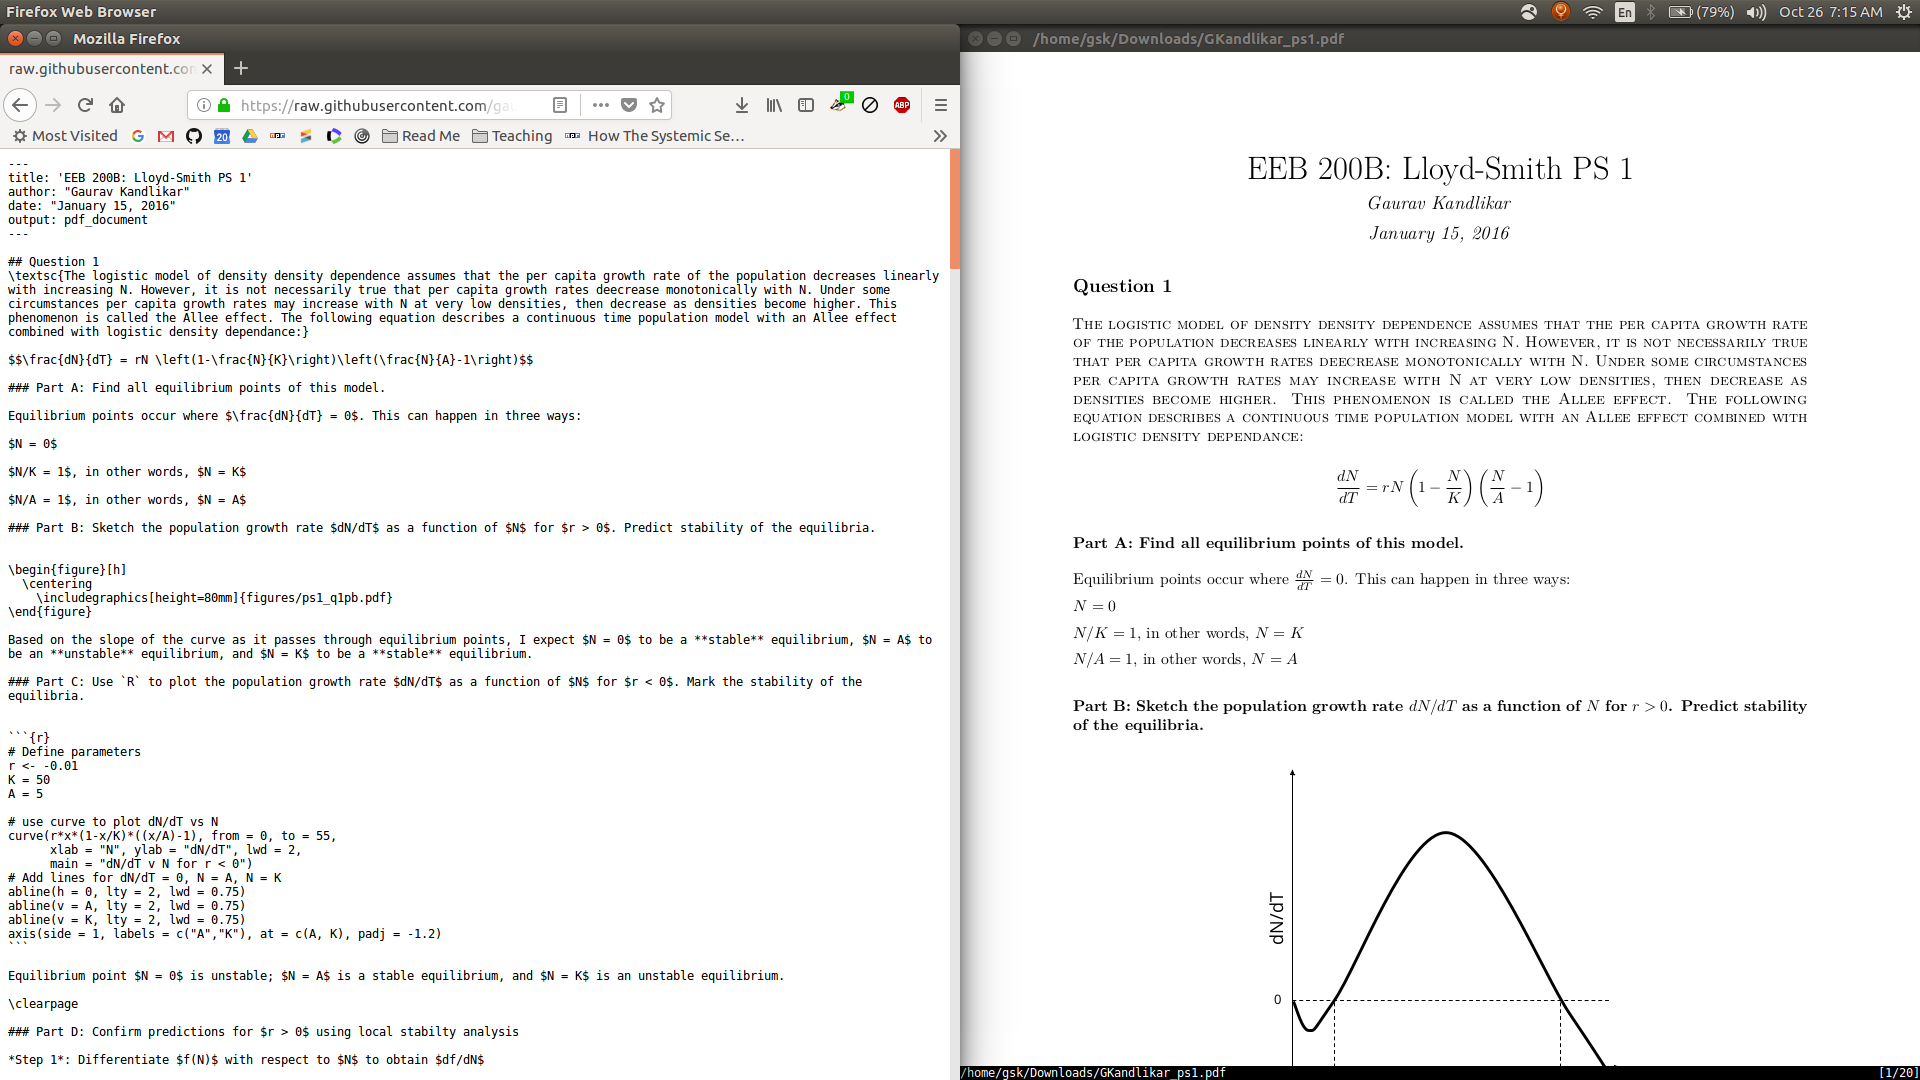 Firefox Web Browser
En
(79%)
Oct 26 7:15 AM
Mozilla Firefox
/home/gsk/Downloads/GKandlikar_ps1.pdf
raw.githubusercontent.co
https://raw.githubusercontent.com/ga
0
ABP
Most Visited
20
npr
Read Me
Teaching
npr
How The Systemic Se...
---
title: 'EEB 200B: Lloyd-Smith PS 1'
author: "Gaurav Kandlikar"
date: "January 15, 2016"
output: pdf_document
---
## Question 1
\textsc{The logistic model of density density dependence assumes that the per capita growth rate of the population decreases linearly
with increasing N. However, it is not necessarily true that per capita growth rates deecrease monotonically with N. Under some
circumstances per capita growth rates may increase with N at very low densities, then decrease as densities become higher. This
phenomenon is called the Allee effect. The following equation describes a continuous time population model with an Allee effect
combined with logistic density dependance:}
$$\frac{dN}{dT} = rN \left(1-\frac{N}{K}\right)\left(\frac{N}{A}-1\right)$$
### Part A: Find all equilibrium points of this model.
Equilibrium points occur where $\frac{dN}{dT} = 0$. This can happen in three ways:
$N = 0$
$N/K = 1$, in other words, $N = K$
$N/A = 1$, in other words, $N = A$
### Part B: Sketch the population growth rate $dN/dT$ as a function of $N$ for $r > 0$. Predict stability of the equilibria.
\begin{figure}[h]
\centering
\includegraphics[height=80mm]{figures/ps1_q1pb.pdf}
\end{figure}
Based on the slope of the curve as it passes through equilibrium points, I expect $N = 0$ to be a **stable** equilibrium, $N = A$ to
be an **unstable** equilibrium, and $N = K$ to be a **stable** equilibrium.
### Part C: Use `R` to plot the population growth rate $dN/dT$ as a function of $N$ for $r < 0$. Mark the stability of the
equilibria.
```{r}
# Define parameters
r <- -0.01
K = 50
A = 5
# use curve to plot dN/dT vs N
curve(r*x*(1-x/K)*((x/A)-1), from = 0, to = 55,
xlab = "N", ylab = "dN/dT", lwd = 2,
main = "dN/dT v N for r < 0")
# Add lines for dN/dT = 0, N = A, N = K
abline(h = 0, lty = 2, lwd = 0.75)
abline(v = A, lty = 2, lwd = 0.75)
abline(v = K, lty = 2, lwd = 0.75)
axis(side = 1, labels = c("A","K"), at = c(A, K), padj = -1.2)
```
Equilibrium point $N = 0$ is unstable; $N = A$ is a stable equilibrium, and $N = K$ is an unstable equilibrium.
\clearpage
### Part D: Confirm predictions for $r > 0$ using local stabilty analysis
*Step 1*: Differentiate $f(N)$ with respect to $N$ to obtain $df/dN$
EEB 200B: Lloyd-Smith PS 1
Gaurav Kandlikar
January 15, 2016
Question 1
The logistic model of density density dependence assumes that the per capita growth rate
of the population decreases linearly with increasing N. However, it is not necessarily true
that per capita growth rates deecrease monotonically with N. Under some circumstances
per capita growth rates may increase with N at very low densities, then decrease as
densities become higher. This phenomenon is called the Allee effect. The following
equation describes a continuous time population model with an Allee effect combined with
logistic density dependance:
dN/dT = rN (1 − N/K) (N/A − 1)
Part A: Find all equilibrium points of this model.
Equilibrium points occur where dN/dT = 0. This can happen in three ways:
N = 0
N/K = 1, in other words, N = K
N/A = 1, in other words, N = A
Part B: Sketch the population growth rate dN/dT as a function of N for r > 0. Predict stability
of the equilibria.
dN/dT
0
/home/gsk/Downloads/GKandlikar_ps1.pdf
[1/20]